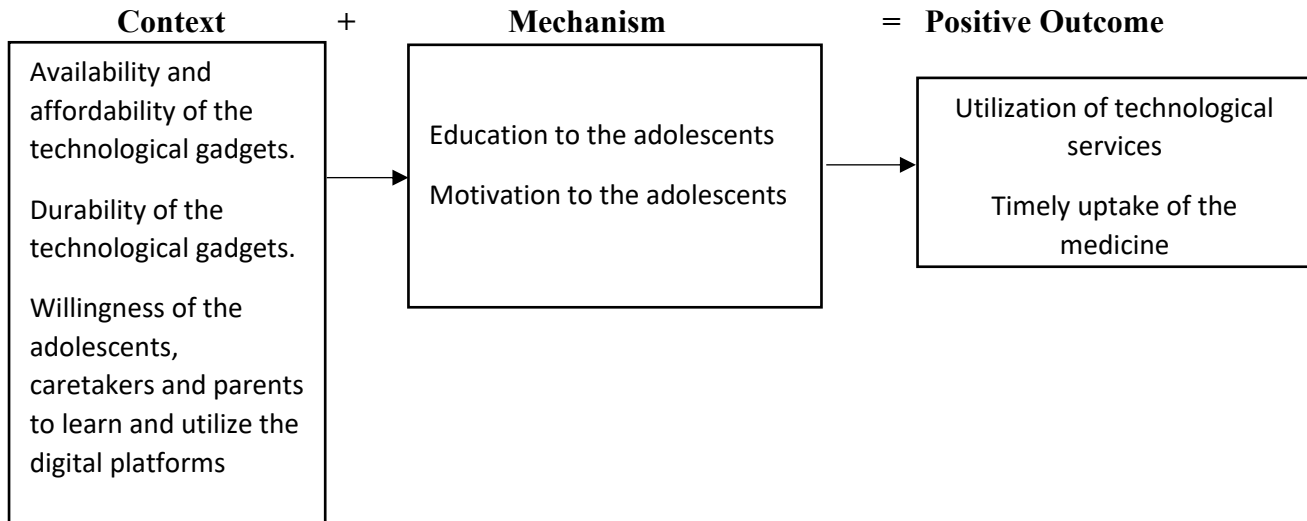 Context + Mechanism = Positive Outcome
Availability and
affordability of the
technological gadgets.
Durability of the
technological gadgets.
Willingness of the
adolescents,
caretakers and parents
to learn and utilize the
digital platforms
Education to the adolescents
Motivation to the adolescents
Utilization of technological
services
Timely uptake of the
medicine